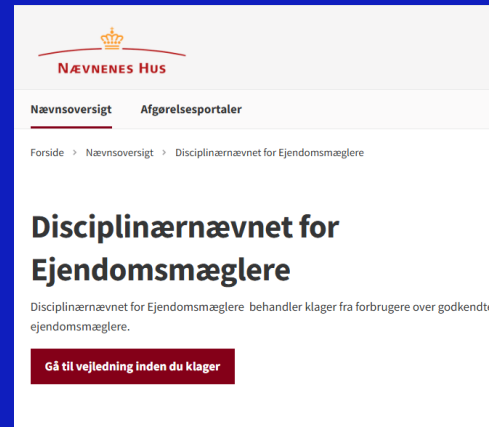 NÆVNENES HUS
Nævnsoversigt Afgørelsesportaler
Forside > Nævnsoversigt > Disciplinærnævnet for Ejendomsmæglere
Disciplinærnævnet for
Ejendomsmæglere
Disciplinærnævnet for Ejendomsmæglere behandler klager fra forbrugere over godkendte
ejendomsmæglere.
Gå til vejledning inden du klager